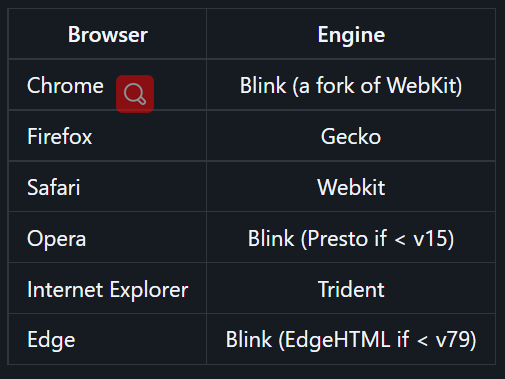 Browser Engine
Chrome Blink (a fork of WebKit)
Firefox Gecko
Safari Webkit
Opera Blink (Presto if < v15)
Internet Explorer Trident
Edge Blink (EdgeHTML if < v79)